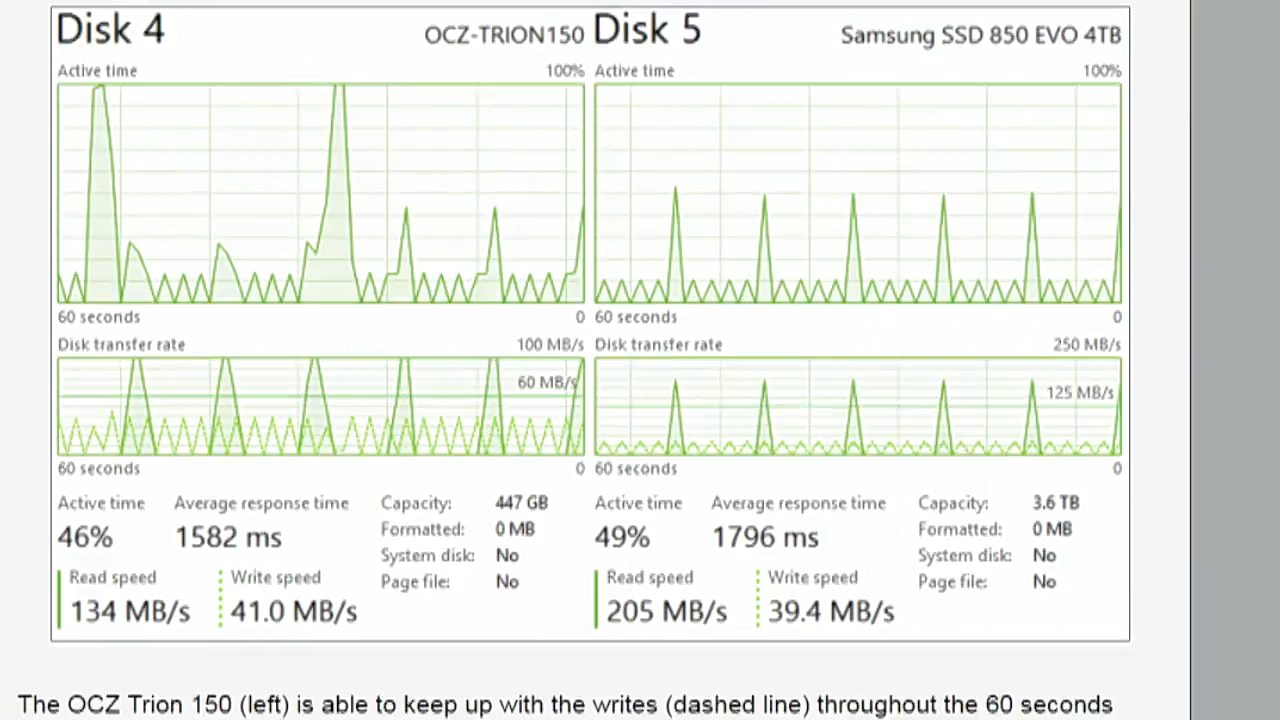 Disk 4 OCZ-TRION150
Active time 100%
60 seconds 0
Disk transfer rate 100 MB/s
60 MB/s
60 seconds 0
Active time Average response time
46% 1582 ms
Capacity: 447 GB
Formatted: 0 MB
System disk: No
Page file: No
Read speed Write speed
134 MB/s 41.0 MB/s
Disk 5 Samsung SSD 850 EVO 4TB
Active time 100%
60 seconds 0
Disk transfer rate 250 MB/s
125 MB/s
60 seconds 0
Active time Average response time
49% 1796 ms
Capacity: 3.6 TB
Formatted: 0 MB
System disk: No
Page file: No
Read speed Write speed
205 MB/s 39.4 MB/s
The OCZ Trion 150 (left) is able to keep up with the writes (dashed line) throughout the 60 seconds